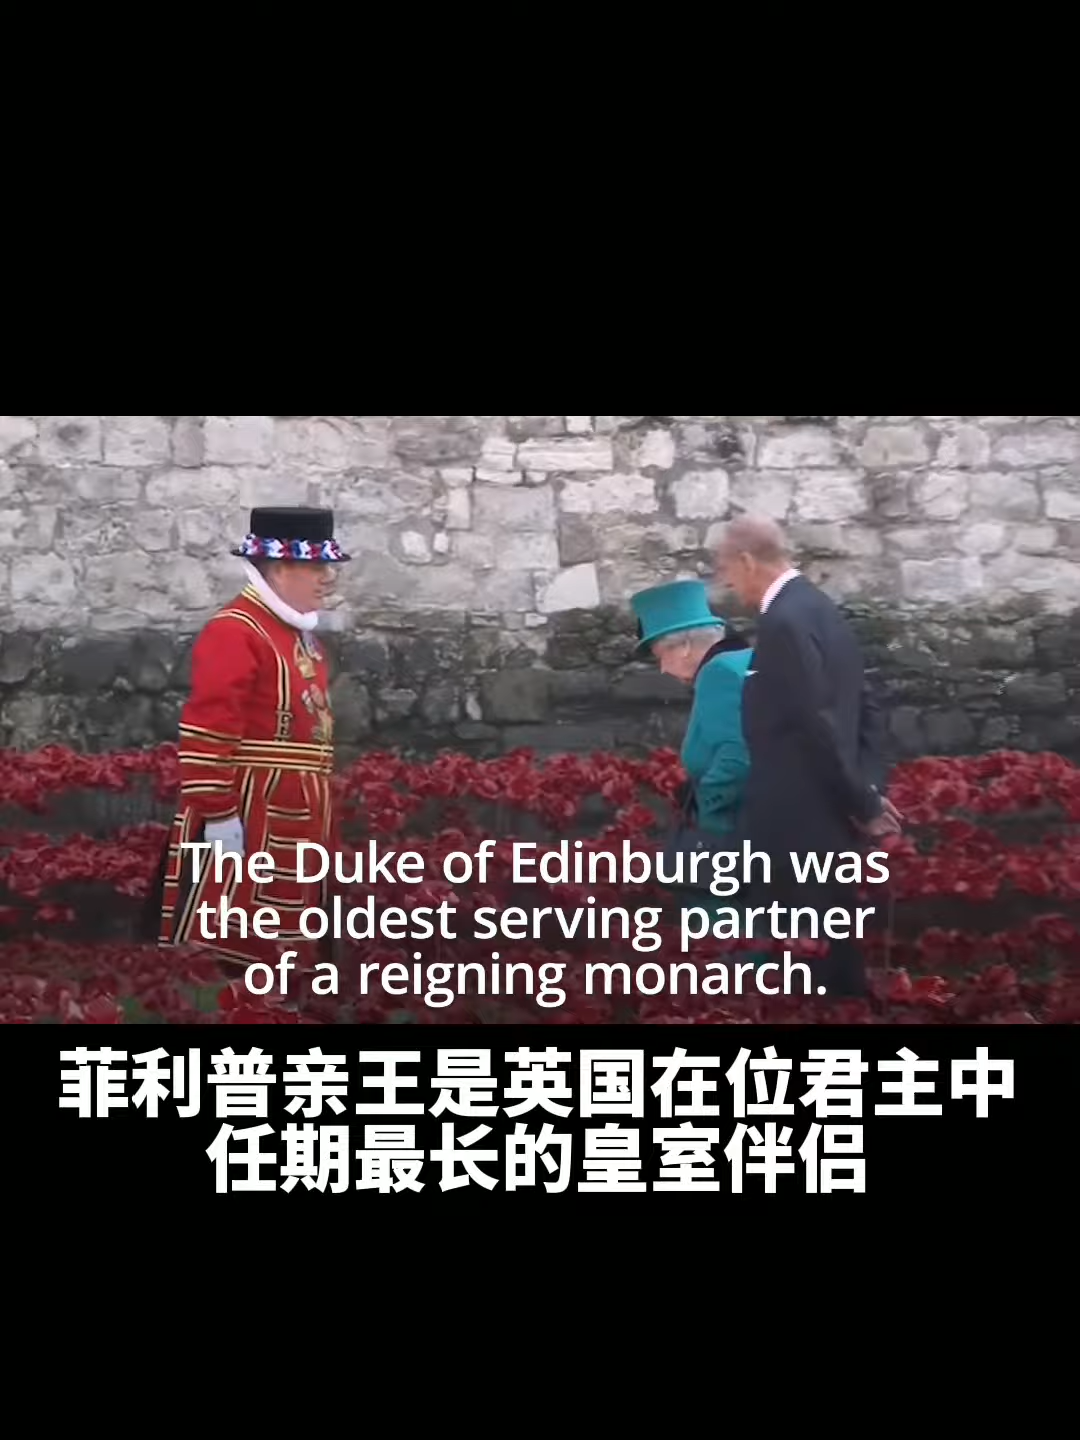 The Duke of Edinburgh was
the oldest serving partner
of a reigning monarch.
菲利普亲王是英国在位君主中
任期最长的皇室伴侣